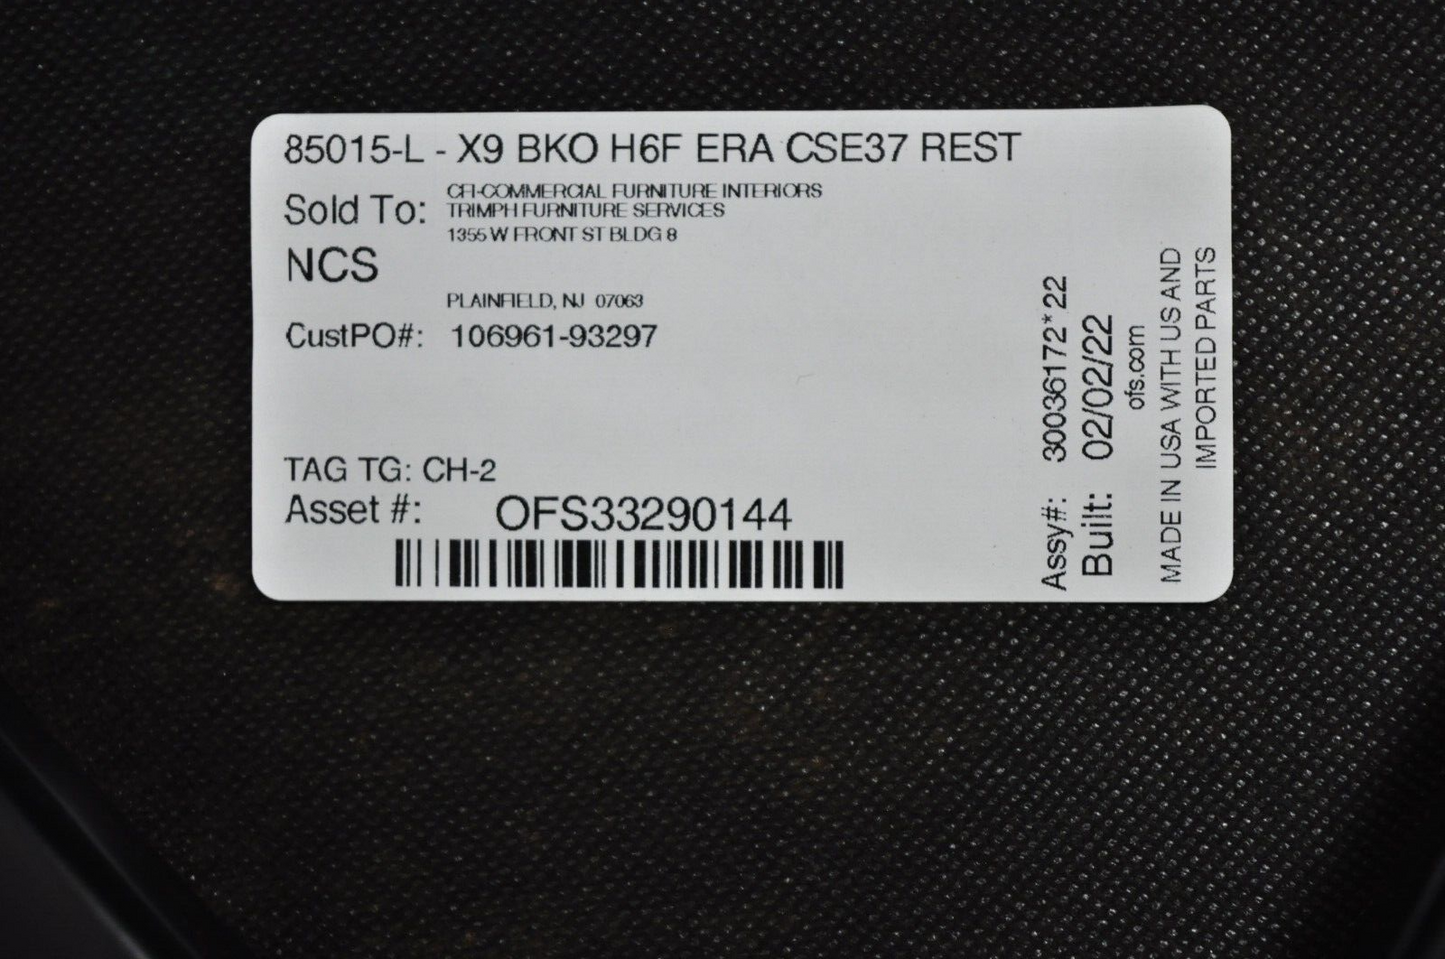 85015-L - X9 BKO H6F ERA CSE37 REST
Sold To: CFI-COMMERCIAL FURNITURE INTERIORS
TRIMPH FURNITURE SERVICES
1355 W FRONT ST BLDG 8
NCS
PLAINFIELD, NJ 07063
CustPO#: 106961-93297
TAG TG: CH-2
Asset #: OFS33290144
Assy#: 30036172*22
Built: 02/02/22
ofs.com
MADE IN USA WITH US AND
IMPORTED PARTS